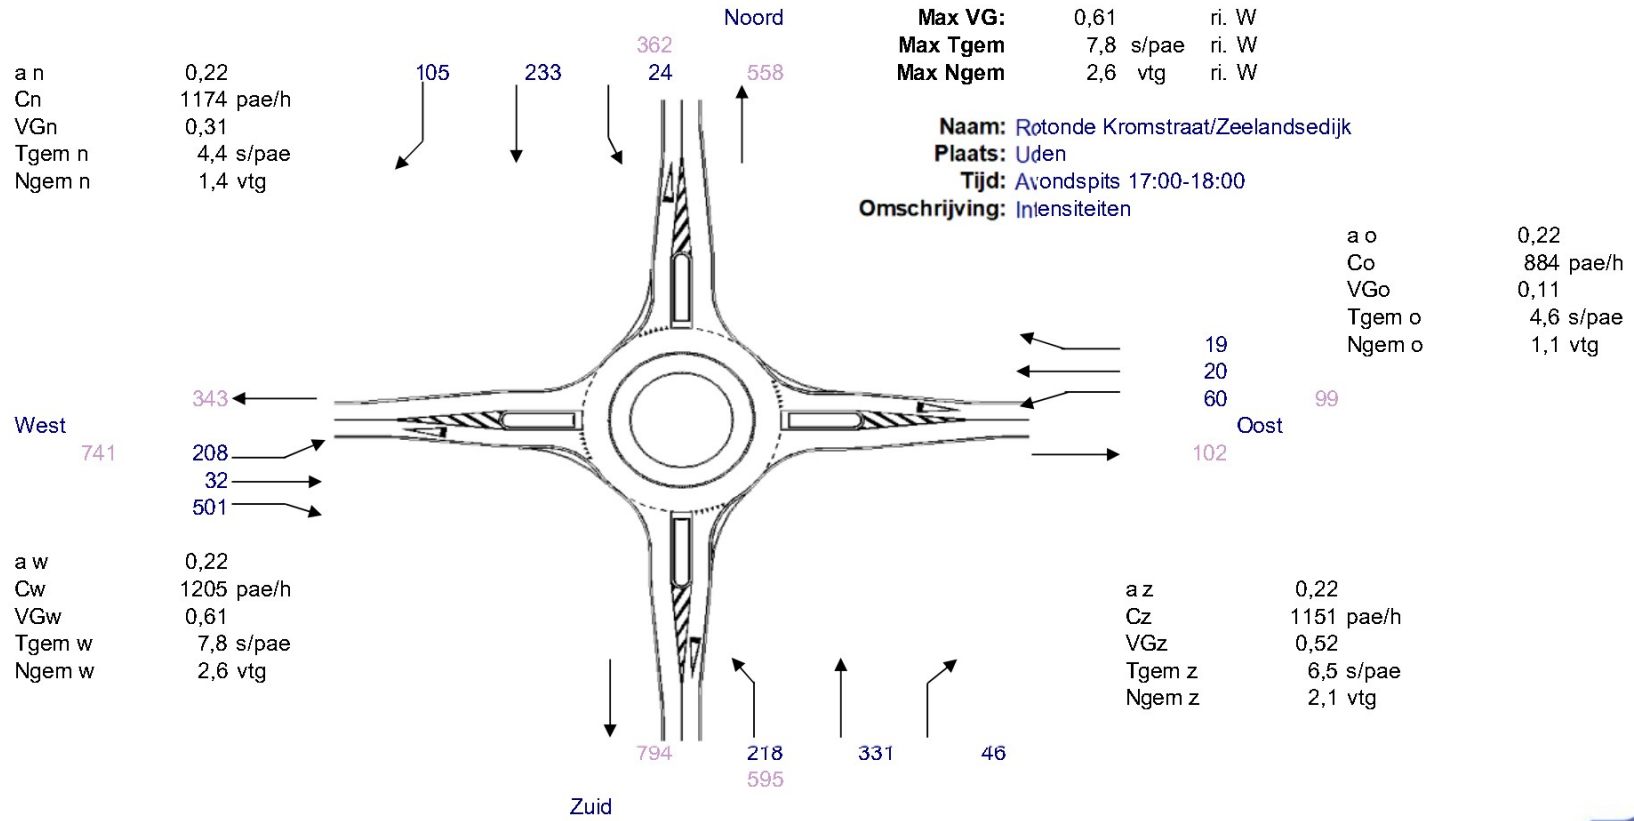 Noord
362
105 233 24 558
Max VG: 0,61 ri. W
Max Tgem 7,8 s/pae ri. W
Max Ngem 2,6 vtg ri. W
a n 0,22
Cn 1174 pae/h
VGn 0,31
Tgem n 4,4 s/pae
Ngem n 1,4 vtg
Naam: Rotonde Kromstraat/Zeelandsedijk
Plaats: Uden
Tijd: Avondspits 17:00-18:00
Omschrijving: Intensiteiten
a o 0,22
Co 884 pae/h
VGo 0,11
Tgem o 4,6 s/pae
Ngem o 1,1 vtg
19
20
60 99
Oost
102
343
West
741 208
32
501
a w 0,22
Cw 1205 pae/h
VGw 0,61
Tgem w 7,8 s/pae
Ngem w 2,6 vtg
a z 0,22
Cz 1151 pae/h
VGz 0,52
Tgem z 6,5 s/pae
Ngem z 2,1 vtg
794 218 331 46
595
Zuid